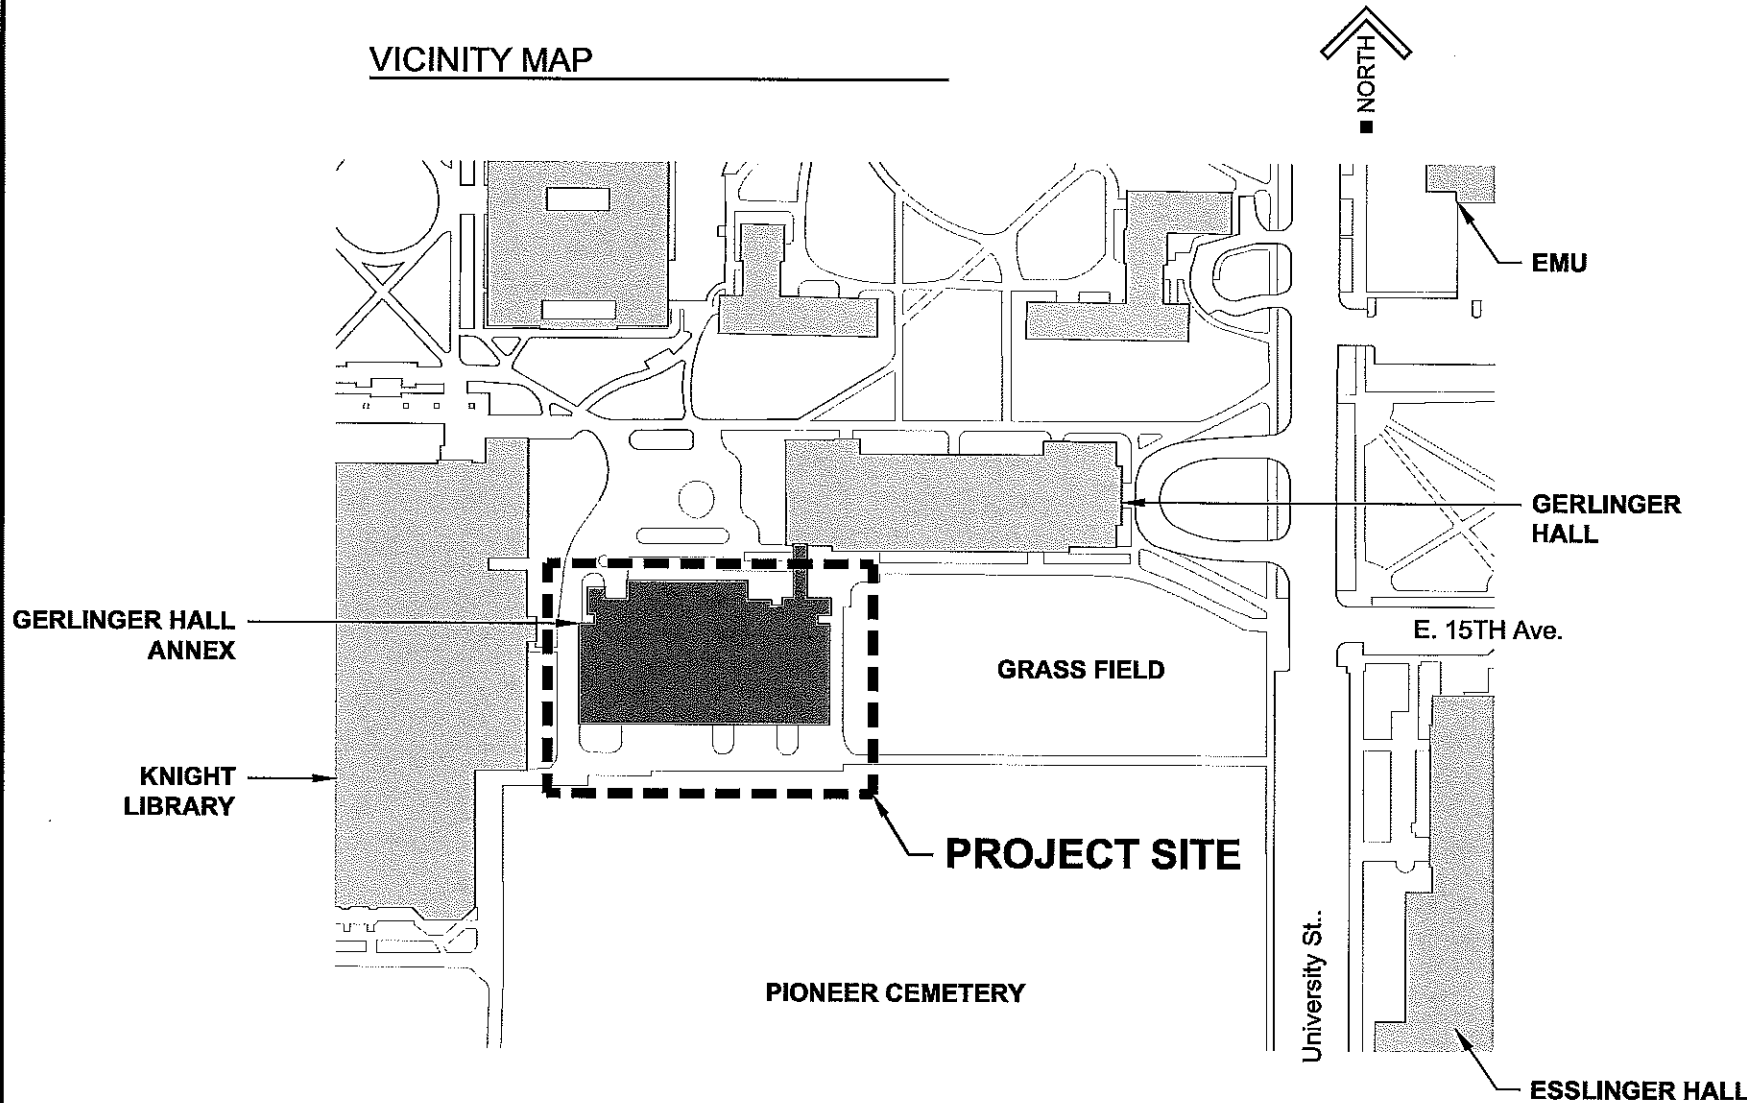 VICINITY MAP
NORTH
EMU
GERLINGER
HALL
GERLINGER HALL
ANNEX
E. 15TH Ave.
GRASS FIELD
KNIGHT
LIBRARY
PROJECT SITE
PIONEER CEMETERY
University St..
ESSLINGER HALL